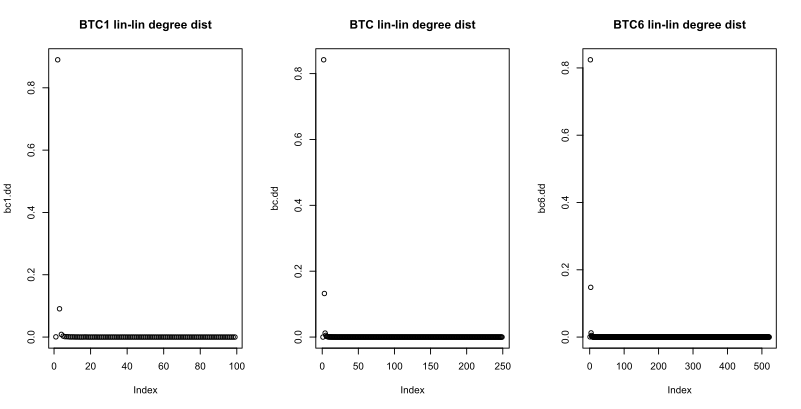 BTC1 lin-lin degree dist
bc1.dd
0.0 0.2 0.4 0.6 0.8
0 20 40 60 80 100
Index
BTC lin-lin degree dist
bc.dd
0.0 0.2 0.4 0.6 0.8
0 50 100 150 200 250
Index
BTC6 lin-lin degree dist
bc6.dd
0.0 0.2 0.4 0.6 0.8
0 100 200 300 400 500
Index